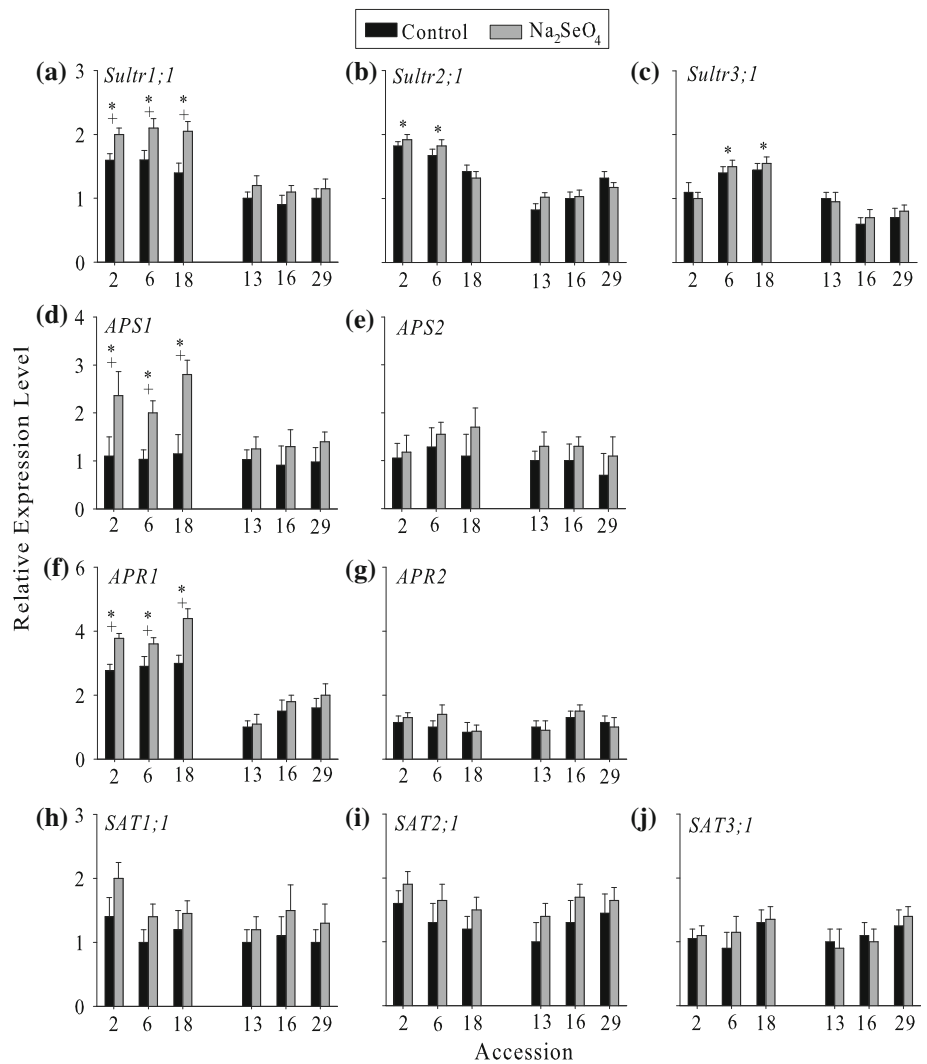 Control Na₂SeO₄
(a) Sultr1;1
(b) Sultr2;1
(c) Sultr3;1
3
2
1
0
* + * + * +
* *
* *
2 6 18 13 16 29
2 6 18 13 16 29
2 6 18 13 16 29
(d) APS1
(e) APS2
4
3
2
1
0
* + * + * +
2 6 18 13 16 29
2 6 18 13 16 29
(f) APR1
(g) APR2
6
4
2
0
* + * + * +
2 6 18 13 16 29
2 6 18 13 16 29
(h) SAT1;1
(i) SAT2;1
(j) SAT3;1
3
2
1
0
2 6 18 13 16 29
2 6 18 13 16 29
2 6 18 13 16 29
Relative Expression Level
Accession